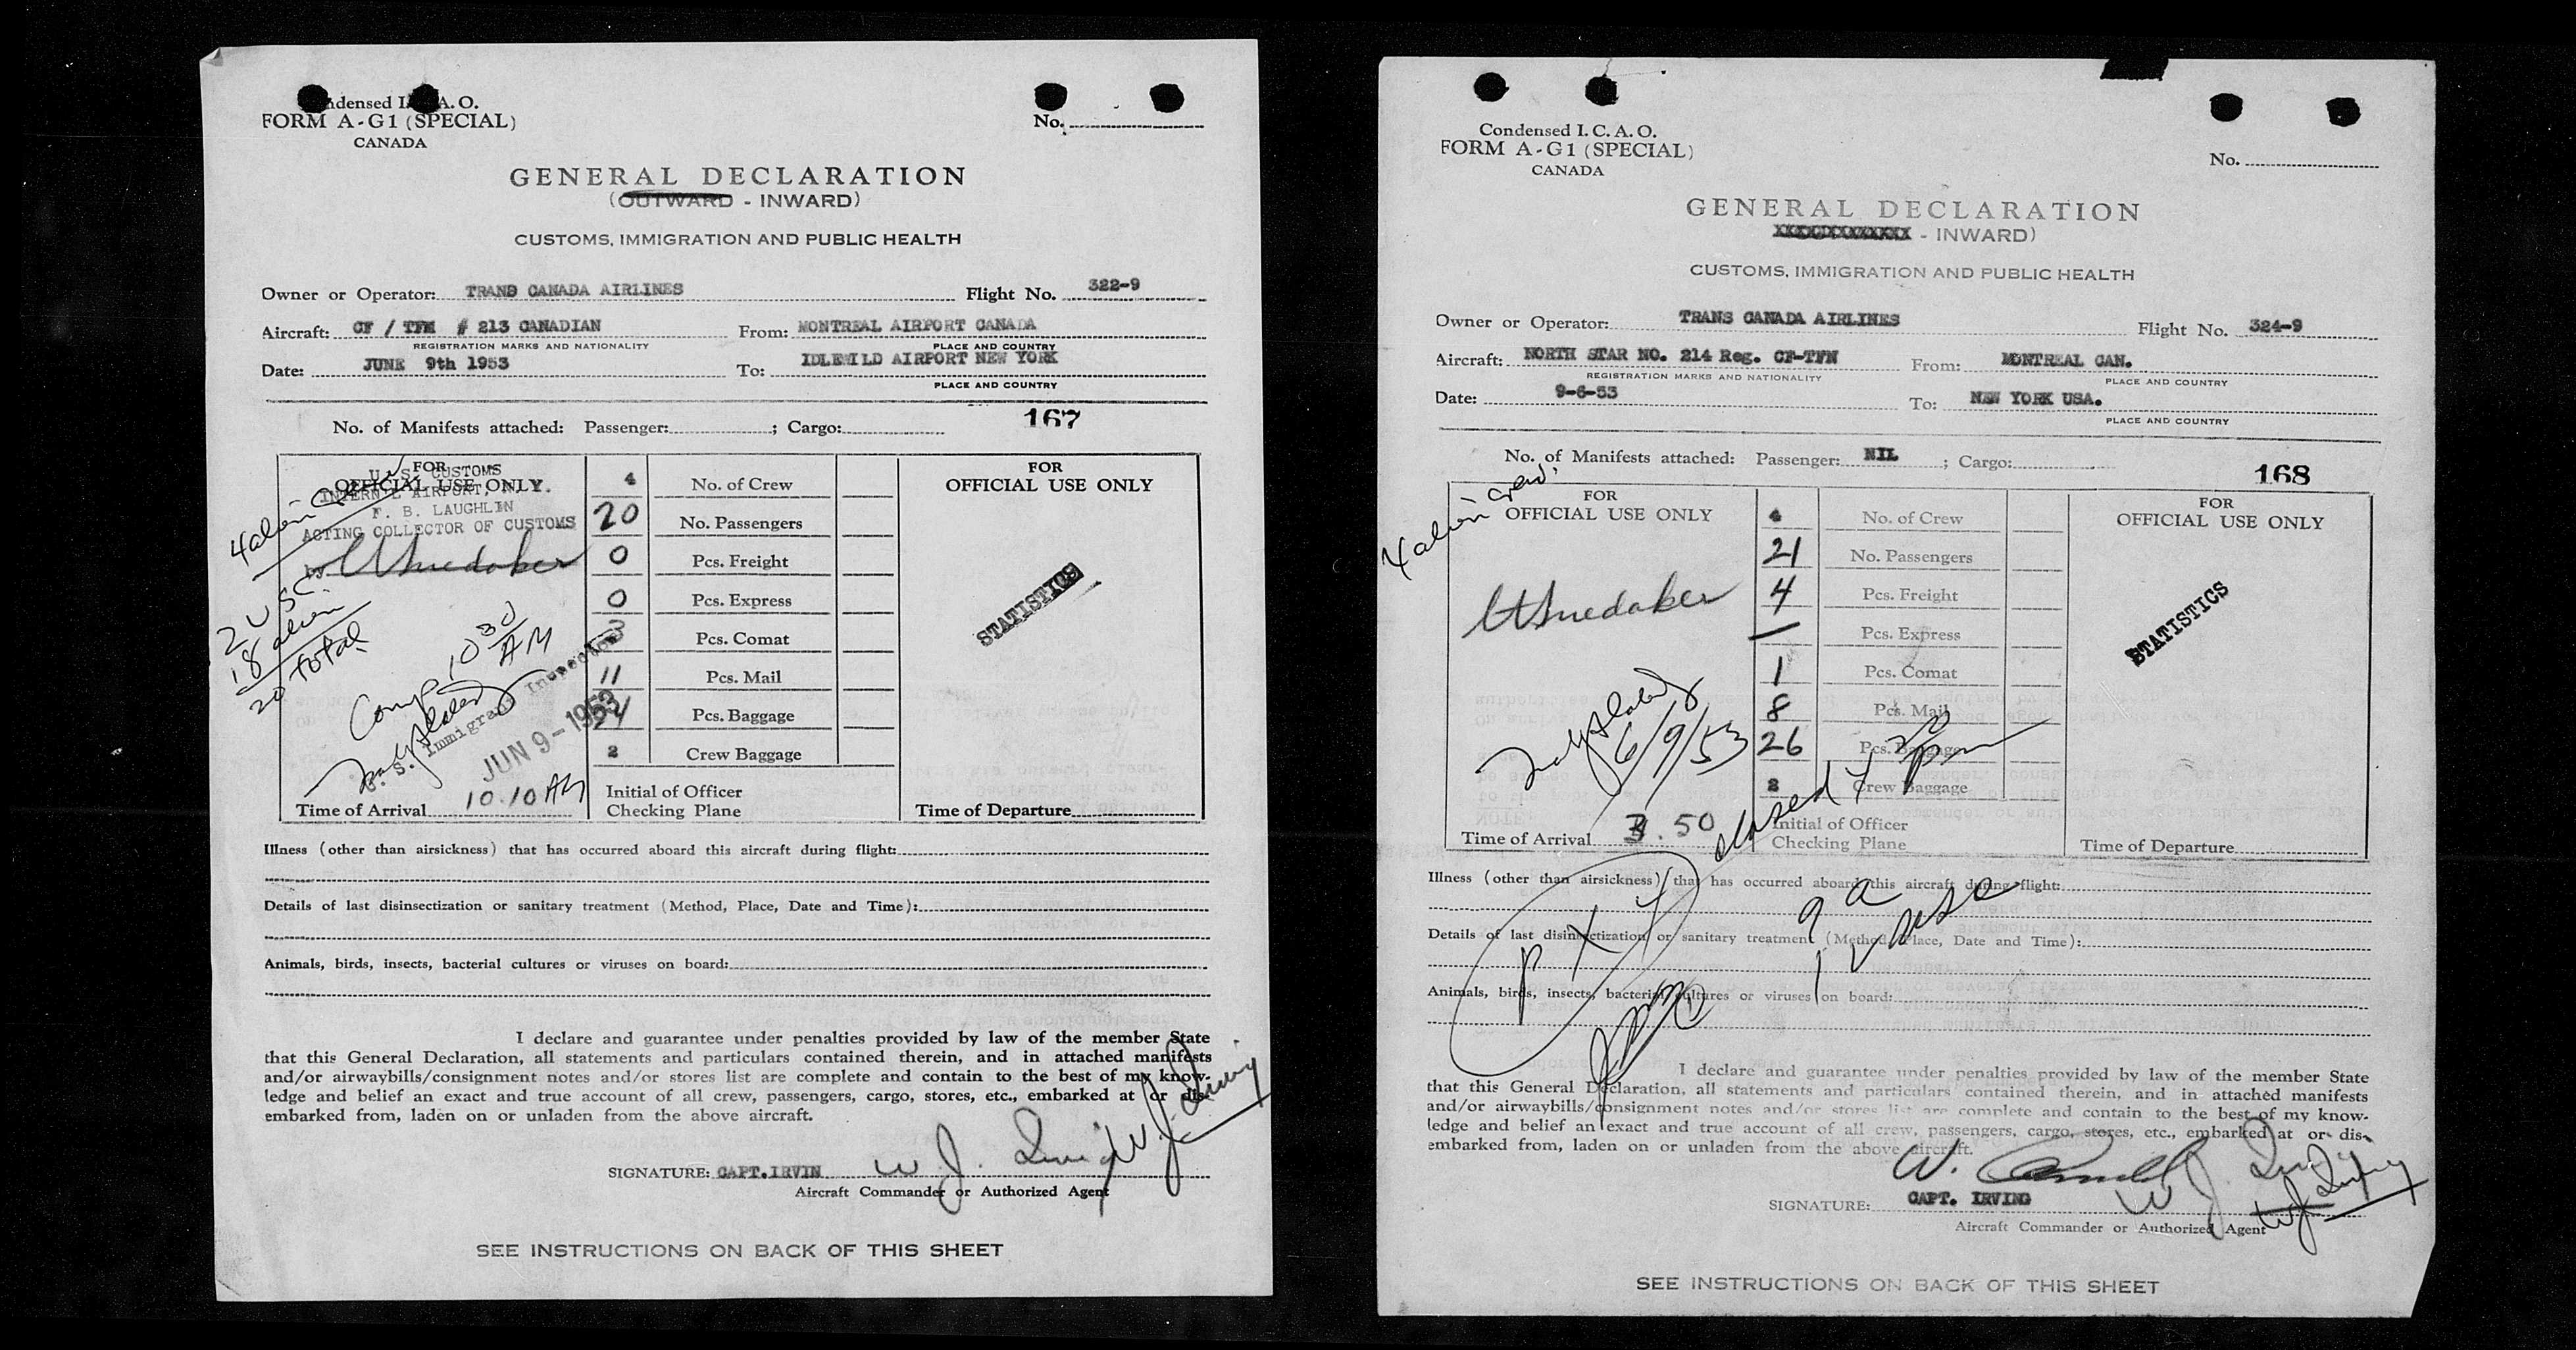 Condensed I.C.A.O.
FORM A-G1 (SPECIAL)
CANADA
No.
GENERAL DECLARATION
(OUTWARD - INWARD)
CUSTOMS, IMMIGRATION AND PUBLIC HEALTH
Owner or Operator: TRANS CANADA AIRLINES Flight No. 322-9
Aircraft: CF / TFM # 213 CANADIAN From: MONTREAL AIRPORT CANADA
REGISTRATION MARKS AND NATIONALITY PLACE AND COUNTRY
Date: JUNE 9th 1953 To: IDLEWILD AIRPORT NEW YORK
PLACE AND COUNTRY
167
No. of Manifests attached: Passenger: ; Cargo:
FOR
OFFICIAL USE ONLY
U. S. CUSTOMS
INTERN'L AIRPORT, N. Y.
F. B. LAUGHLIN
ACTING COLLECTOR OF CUSTOMS
by
4 alien
2 USC.
18 alien
20 Total
Comp. 10 30 AM
U. S. Immigrant Inspector
JUN 9 - 1953
Time of Arrival 10.10 AM
4 No. of Crew
20 No. Passengers
0 Pcs. Freight
0 Pcs. Express
3 Pcs. Comat
11 Pcs. Mail
Pcs. Baggage
2 Crew Baggage
Initial of Officer
Checking Plane
FOR
OFFICIAL USE ONLY
STATISTICS
Time of Departure
Illness (other than airsickness) that has occurred aboard this aircraft during flight:
Details of last disinsectization or sanitary treatment (Method, Place, Date and Time):
Animals, birds, insects, bacterial cultures or viruses on board:
I declare and guarantee under penalties provided by law of the member State
that this General Declaration, all statements and particulars contained therein, and in attached manifests
and/or airwaybills/consignment notes and/or stores list are complete and contain to the best of my know-
ledge and belief an exact and true account of all crew, passengers, cargo, stores, etc., embarked at or dis-
embarked from, laden on or unladen from the above aircraft.
SIGNATURE: CAPT. IRVIN W. J.
Aircraft Commander or Authorized Agent
SEE INSTRUCTIONS ON BACK OF THIS SHEET
Condensed I.C.A.O.
FORM A-G1 (SPECIAL)
CANADA
No.
GENERAL DECLARATION
- INWARD)
CUSTOMS, IMMIGRATION AND PUBLIC HEALTH
Owner or Operator: TRANS CANADA AIRLINES Flight No. 324-9
Aircraft: NORTH STAR NO. 214 Reg. CF-TFN From: MONTREAL CAN.
REGISTRATION MARKS AND NATIONALITY PLACE AND COUNTRY
Date: 9-6-53 To: NEW YORK USA.
PLACE AND COUNTRY
No. of Manifests attached: Passenger: NIL ; Cargo:
168
4 alien crew
FOR
OFFICIAL USE ONLY
6/9/53
Time of Arrival 3.50
4 No. of Crew
21 No. Passengers
4 Pcs. Freight
— Pcs. Express
1 Pcs. Comat
8 Pcs. Mail
26 Pcs. Baggage
2 Crew Baggage
Initial of Officer
Checking Plane
FOR
OFFICIAL USE ONLY
STATISTICS
Time of Departure
Illness (other than airsickness) that has occurred aboard this aircraft during flight:
Details of last disinsectization or sanitary treatment (Method, Place, Date and Time):
Animals, birds, insects, bacterial cultures or viruses on board:
I declare and guarantee under penalties provided by law of the member State
that this General Declaration, all statements and particulars contained therein, and in attached manifests
and/or airwaybills/consignment notes and/or stores list are complete and contain to the best of my know-
ledge and belief an exact and true account of all crew, passengers, cargo, stores, etc., embarked at or dis-
embarked from, laden on or unladen from the above aircraft.
SIGNATURE: CAPT. IRVING
Aircraft Commander or Authorized Agent
SEE INSTRUCTIONS ON BACK OF THIS SHEET